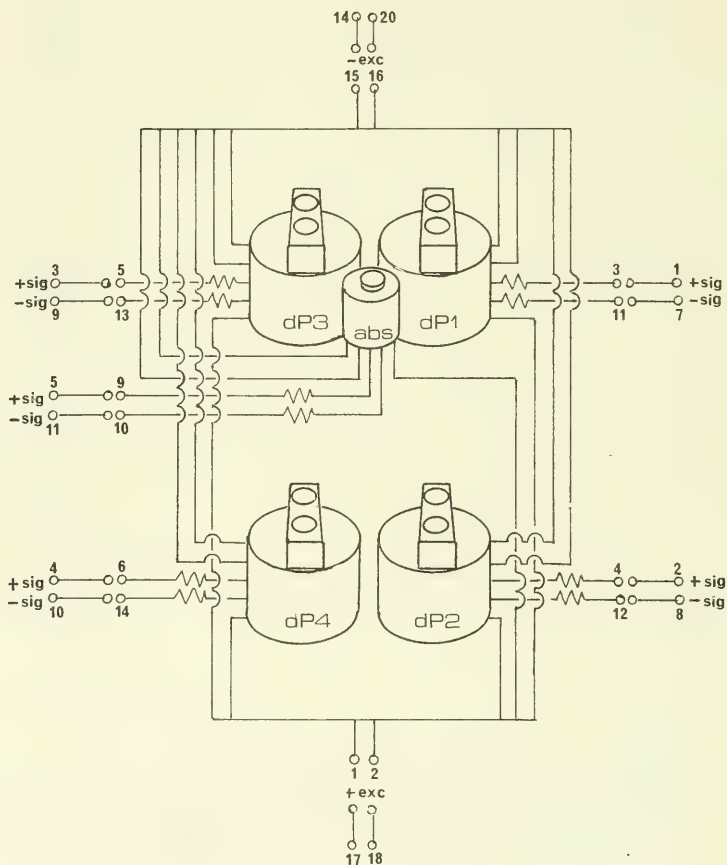 14 20
−exc
15 16
+sig 3 5
−sig 9 13
3 1 +sig
11 7 −sig
dP3
abs
dP1
+sig 5 9
−sig 11 10
+sig 4 6
−sig 10 14
4 2 +sig
12 8 −sig
dP4
dP2
1 2
+exc
17 18